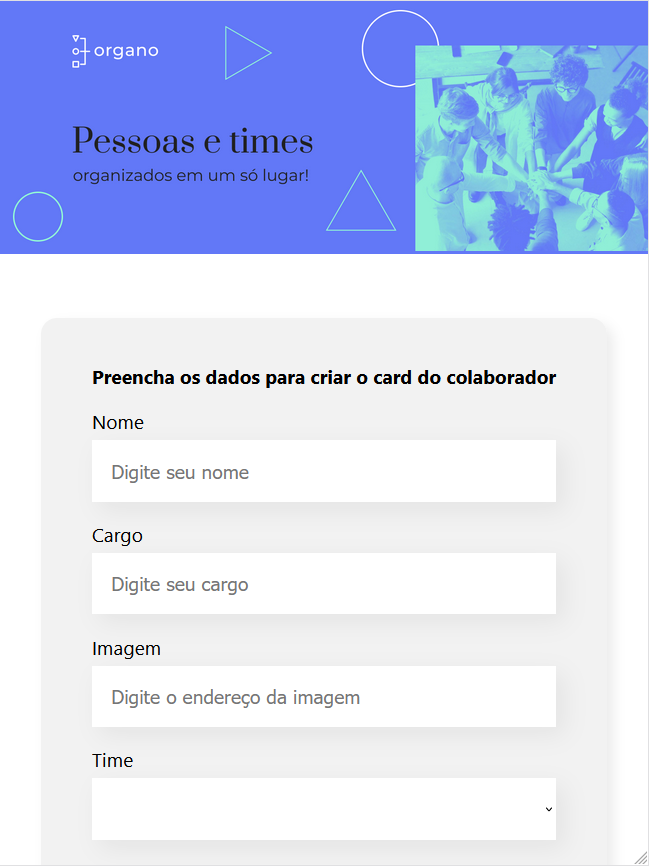 organo
Pessoas e times
organizados em um só lugar!
Preencha os dados para criar o card do colaborador
Nome
Digite seu nome
Cargo
Digite seu cargo
Imagem
Digite o endereço da imagem
Time